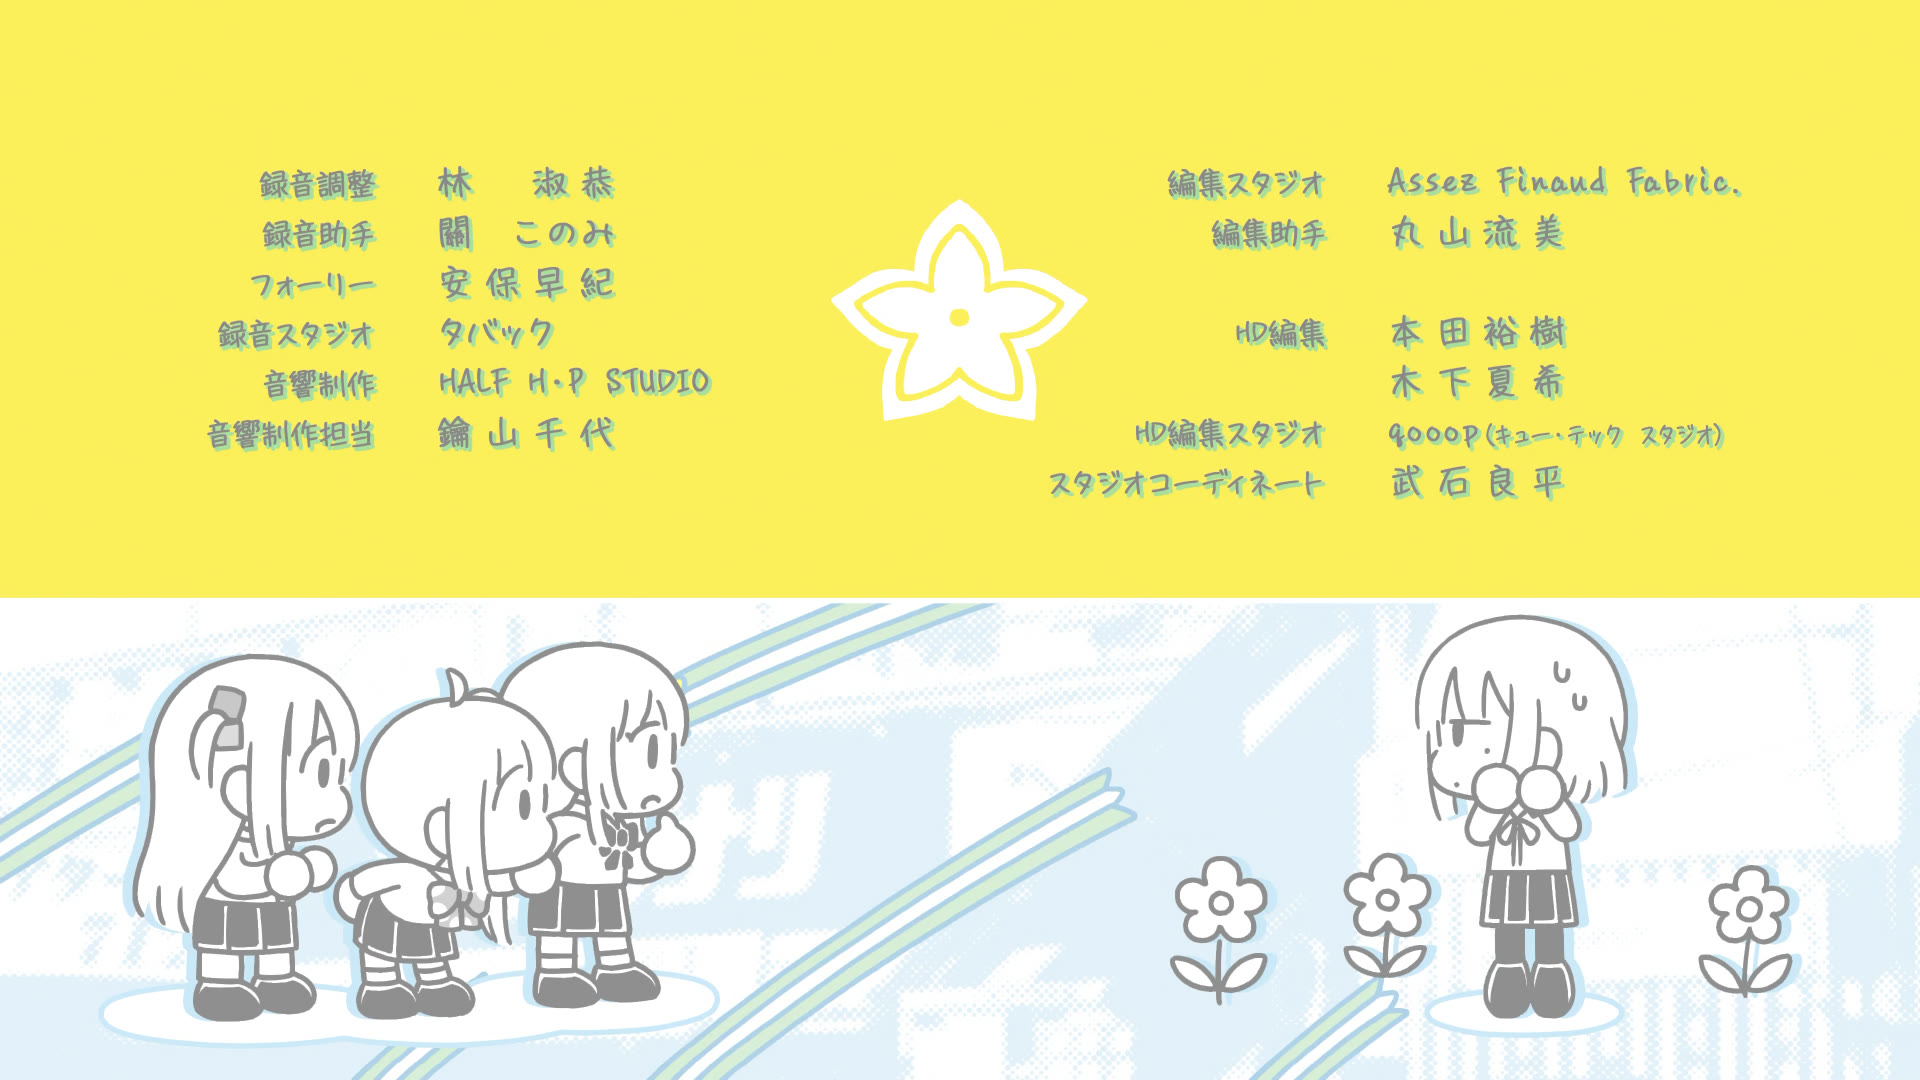 録音調整 林 淑恭
録音助手 關 このみ
フォーリー 安保早紀
録音スタジオ タバック
音響制作 HALF H・P STUDIO
音響制作担当 鑰山千代
編集スタジオ Assez Finaud Fabric.
編集助手 丸山流美
HD編集 本田裕樹
木下夏希
HD編集スタジオ q000p(キュー・テック スタジオ)
スタジオコーディネート 武石良平